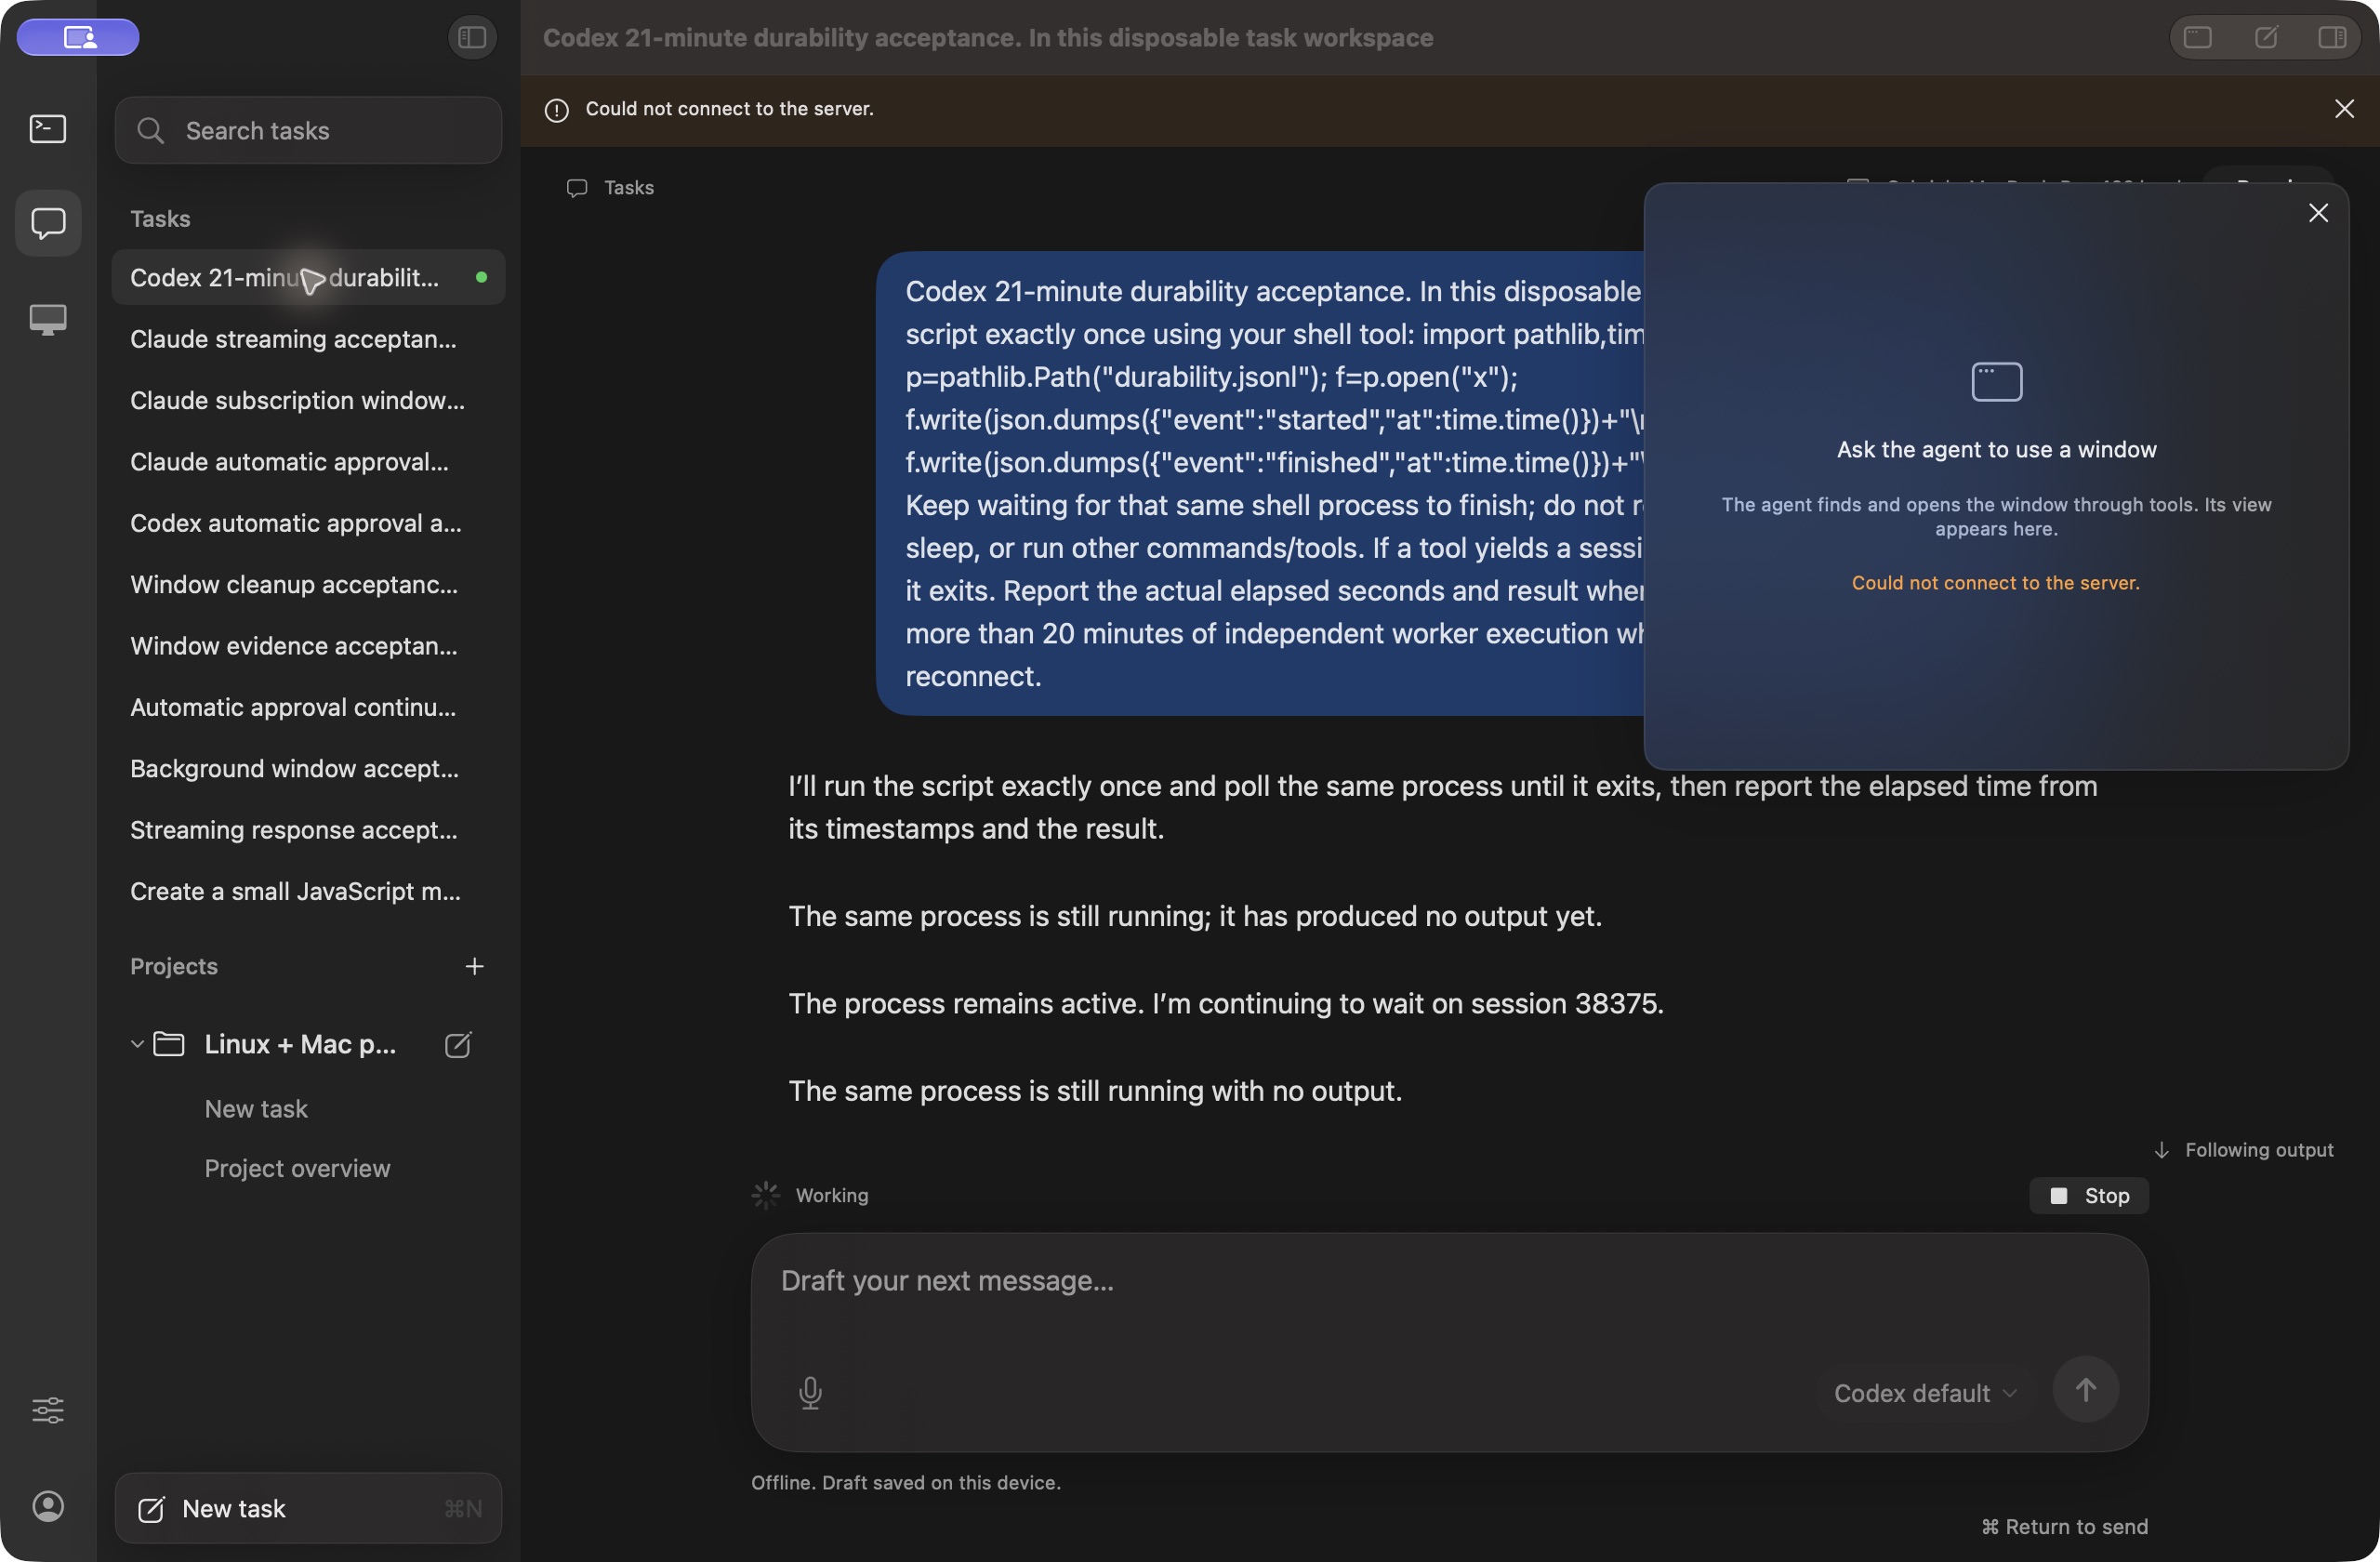 Codex 21-minute durability acceptance. In this disposable task workspace
Search tasks
Tasks
Codex 21-minu durabilit...
Claude streaming acceptan...
Claude subscription window...
Claude automatic approval...
Codex automatic approval a...
Window cleanup acceptanc...
Window evidence acceptan...
Automatic approval continu...
Background window accept...
Streaming response accept...
Create a small JavaScript m...
Projects
Linux + Mac p...
New task
Project overview
New task
⌘N
Could not connect to the server.
Tasks
Codex 21-minute durability acceptance. In this disposable
script exactly once using your shell tool: import pathlib,tim
p=pathlib.Path("durability.jsonl"); f=p.open("x");
f.write(json.dumps({"event":"started","at":time.time()})+"\
f.write(json.dumps({"event":"finished","at":time.time()})+"\
Keep waiting for that same shell process to finish; do not
sleep, or run other commands/tools. If a tool yields a sessi
it exits. Report the actual elapsed seconds and result when
more than 20 minutes of independent worker execution wh
reconnect.
Ask the agent to use a window
The agent finds and opens the window through tools. Its view
appears here.
Could not connect to the server.
I’ll run the script exactly once and poll the same process until it exits, then report the elapsed time from
its timestamps and the result.
The same process is still running; it has produced no output yet.
The process remains active. I’m continuing to wait on session 38375.
The same process is still running with no output.
Following output
Working
Stop
Draft your next message...
Codex default
Offline. Draft saved on this device.
⌘ Return to send